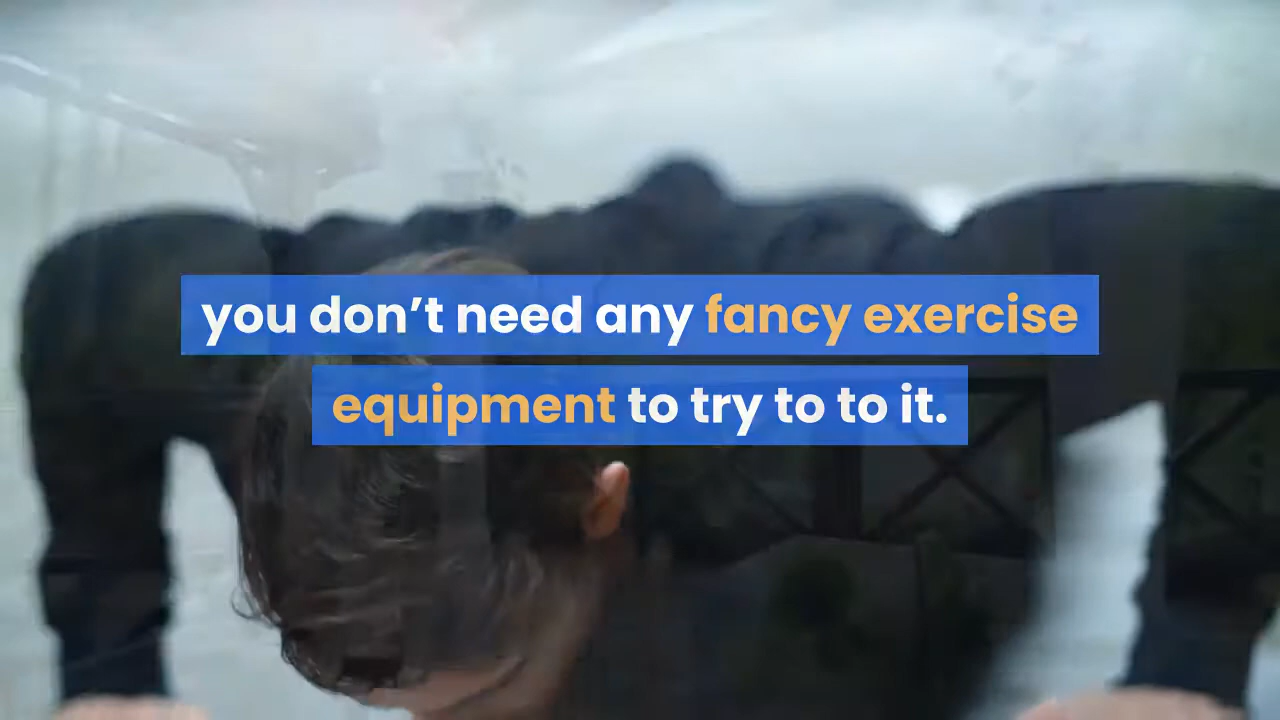 you don’t need any fancy exercise
equipment to try to to it.